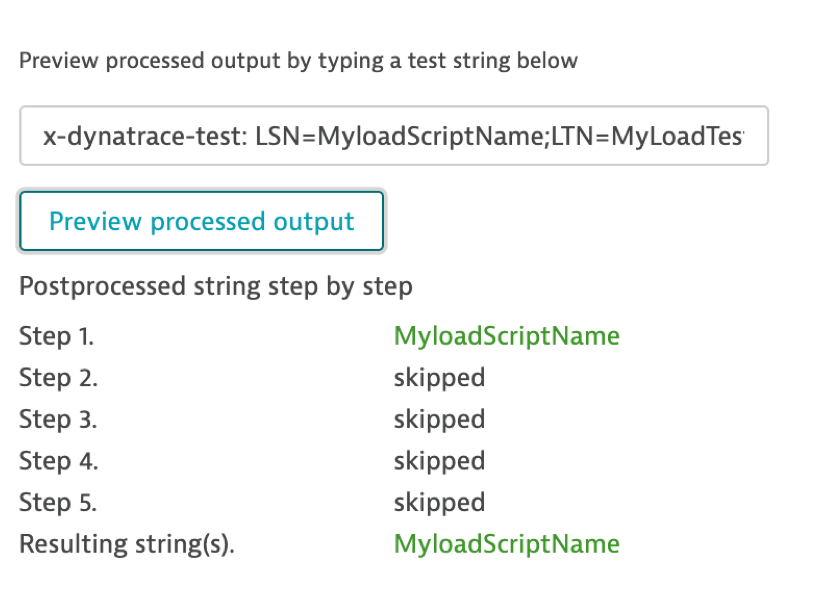 Preview processed output by typing a test string below
x-dynatrace-test: LSN=MyloadScriptName;LTN=MyLoadTes
Preview processed output
Postprocessed string step by step
Step 1. MyloadScriptName
Step 2. skipped
Step 3. skipped
Step 4. skipped
Step 5. skipped
Resulting string(s). MyloadScriptName